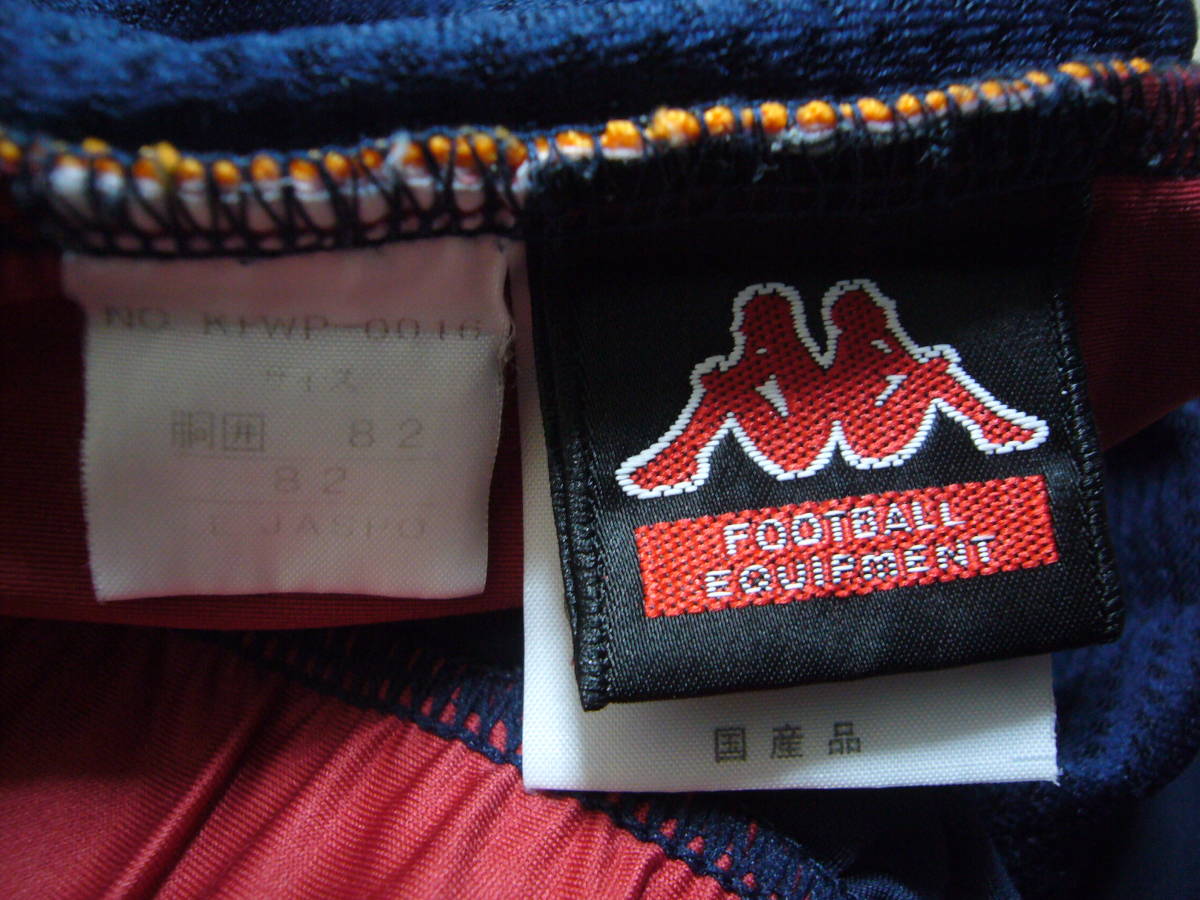 NO KFWP-0016
サイズ
胴囲 82
82
L JASPO
FOOTBALL
EQUIPMENT
国産品